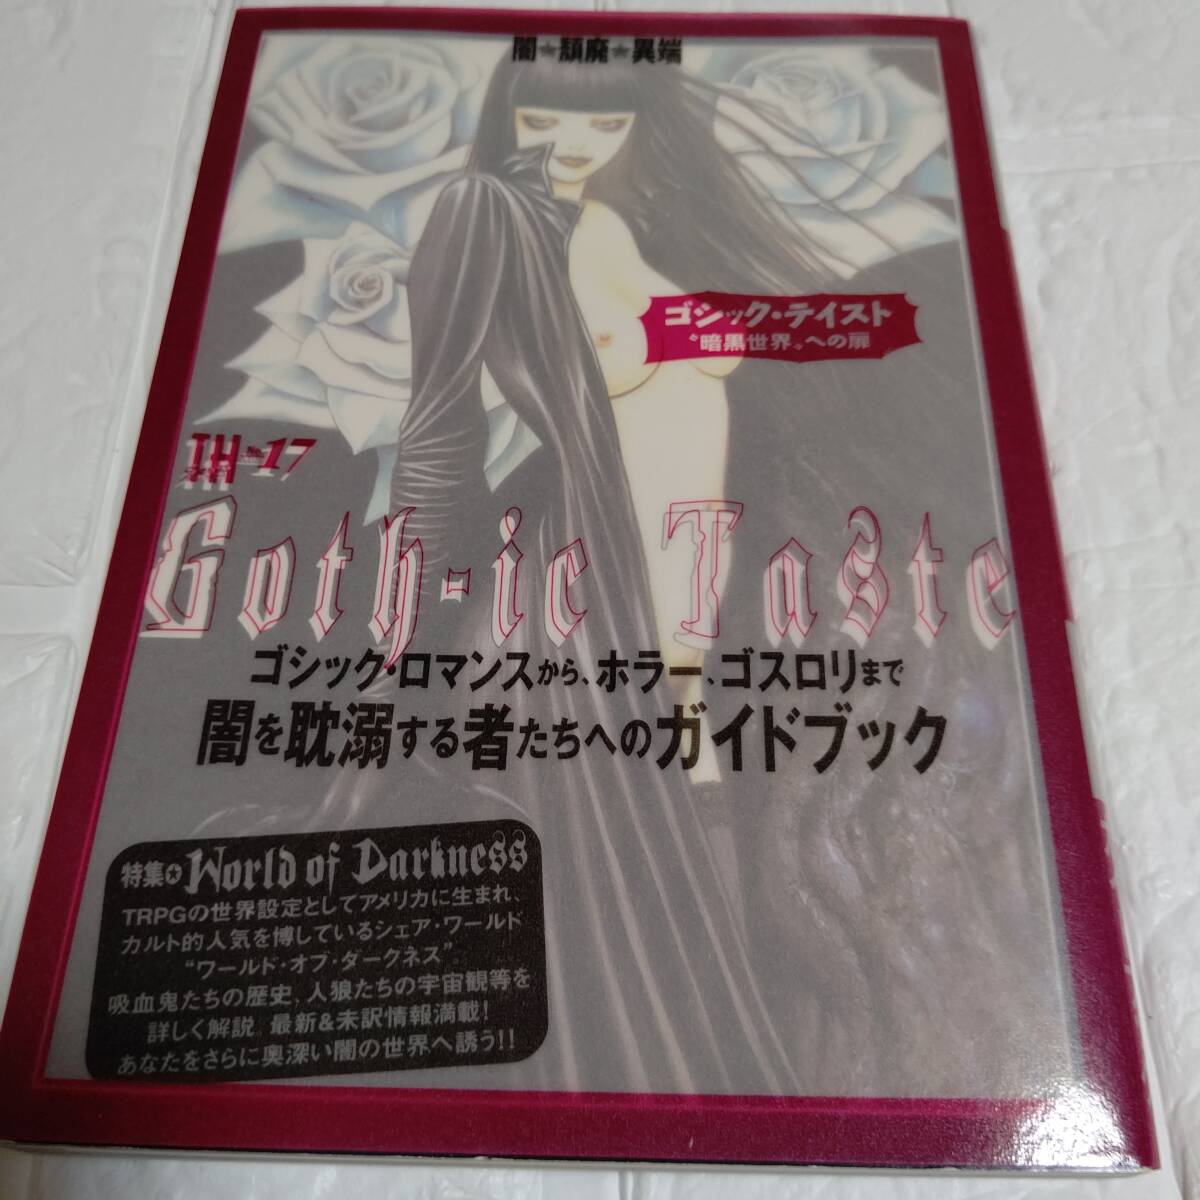 闇★頽廃★異端
ゴシック・テイスト
“暗黒世界„への扉
TH No.17
Goth-ic Taste
ゴシック・ロマンスから、ホラー、ゴスロリまで
闇を耽溺する者たちへのガイドブック
特集✪World of Darkness
TRPGの世界設定としてアメリカに生まれ、
カルト的人気を博しているシェア・ワールド
“ワールド・オブ・ダークネス”
吸血鬼たちの歴史、人狼たちの宇宙観等を
詳しく解説 最新&未訳情報満載!
あなたをさらに奥深い闇の世界へ誘う!!